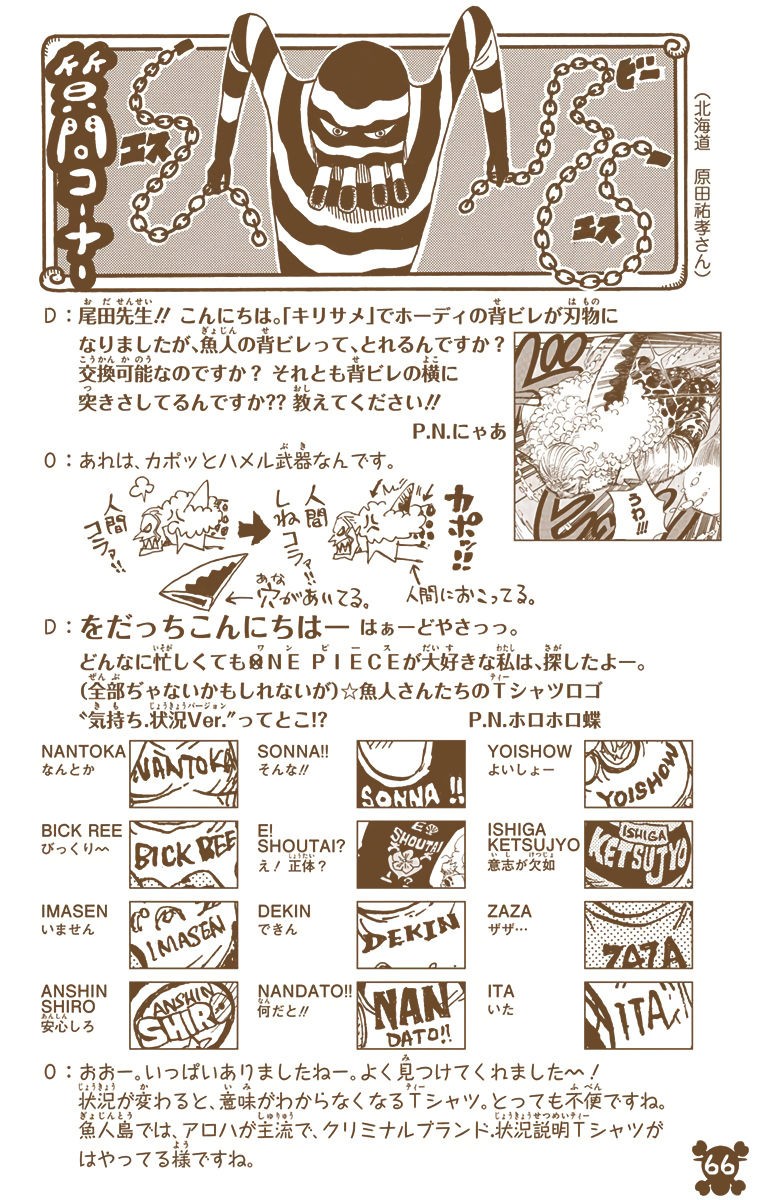 質問コーナー
エス
ビー
エス
(北海道 原田祐孝さん)
D:尾田先生!! こんにちは。「キリサメ」でホーディの背ビレが刃物に
なりましたが、魚人の背ビレって、とれるんですか?
交換可能なのですか? それとも背ビレの横に
突きさしてるんですか?? 教えてください!!
P.N.にゃあ
うわ!!!
O:あれは、カポッとハメル武器なんです。
人間コラァ!!
人間しねコラァ!!
カポッ!!
穴があいてる。
人間におこってる。
D:をだっちこんにちはー はぁーどやさっっ。
どんなに忙しくてもONE PIECEが大好きな私は、探したよー。
(全部ぢゃないかもしれないが)☆魚人さんたちのTシャツロゴ
〝気持ち.状況Ver.〟ってとこ!?
P.N.ホロホロ蝶
NANTOKA
なんとか
NANTOKA
SONNA!!
そんな!!
SONNA!!
YOISHOW
よいしょー
YOISHOW
BICK REE
びっくり〜
BICK REE
E!
SHOUTAI?
え!正体?
E!
SHOUTAI
?
ISHIGA
KETSUJYO
意志が欠如
ISHIGA
KETSUJYO
IMASEN
いません
IMASEN
DEKIN
できん
DEKIN
ZAZA
ザザ…
ZAZA
ANSHIN
SHIRO
安心しろ
ANSHIN
SHIRO
NANDATO!!
何だと!!
NAN
DATO!!
ITA
いた
ITA
O:おおー。いっぱいありましたねー。よく見つけてくれました〜!
状況が変わると、意味がわからなくなるTシャツ。とっても不便ですね。
魚人島では、アロハが主流で、クリミナルブランド.状況説明Tシャツが
はやってる様ですね。
66